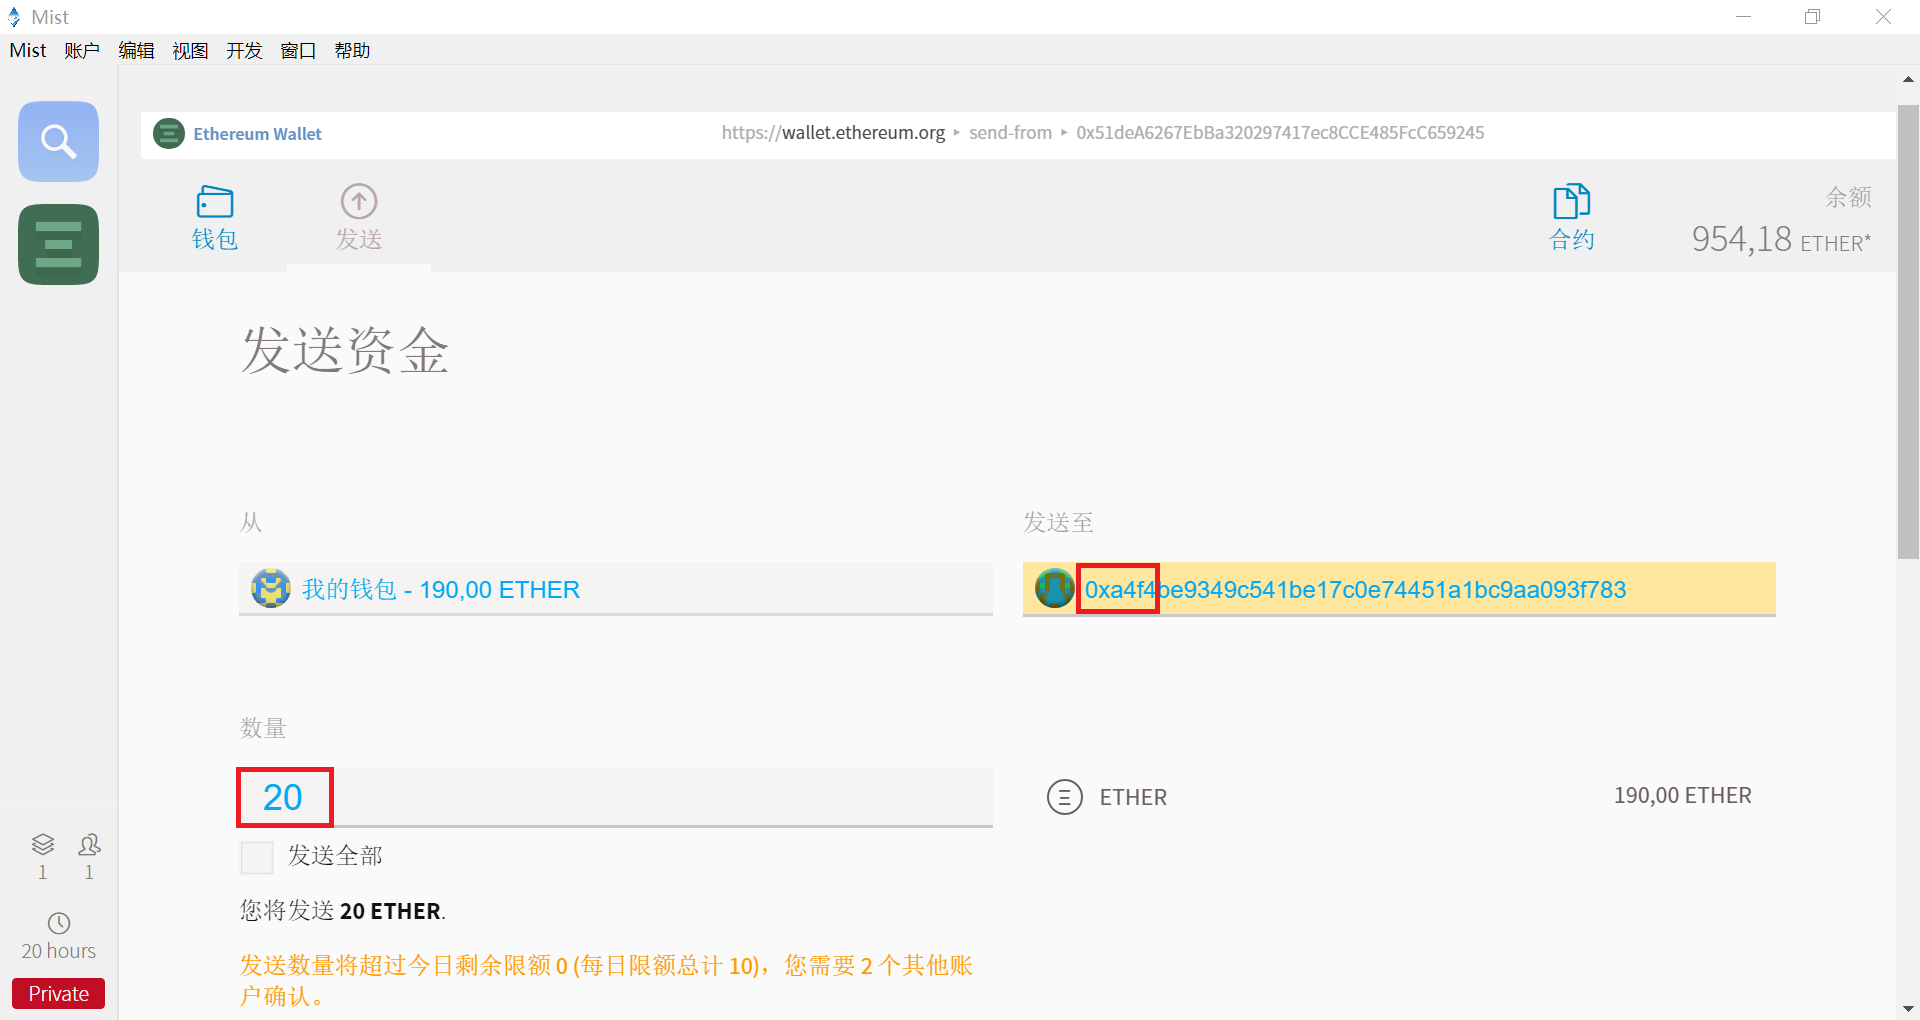 Mist
Mist 账户 编辑 视图 开发 窗口 帮助
Ethereum Wallet
https://wallet.ethereum.org ▸ send-from ▸ 0x51deA6267EbBa320297417ec8CCE485FcC659245
钱包
发送
合约
余额
954,18 ETHER*
发送资金
从
发送至
我的钱包 - 190,00 ETHER
0xa4f4be9349c541be17c0e74451a1bc9aa093f783
数量
20
ETHER
190,00 ETHER
发送全部
您将发送 20 ETHER.
发送数量将超过今日剩余限额 0 (每日限额总计 10)，您需要 2 个其他账
户确认。
1 1
20 hours
Private